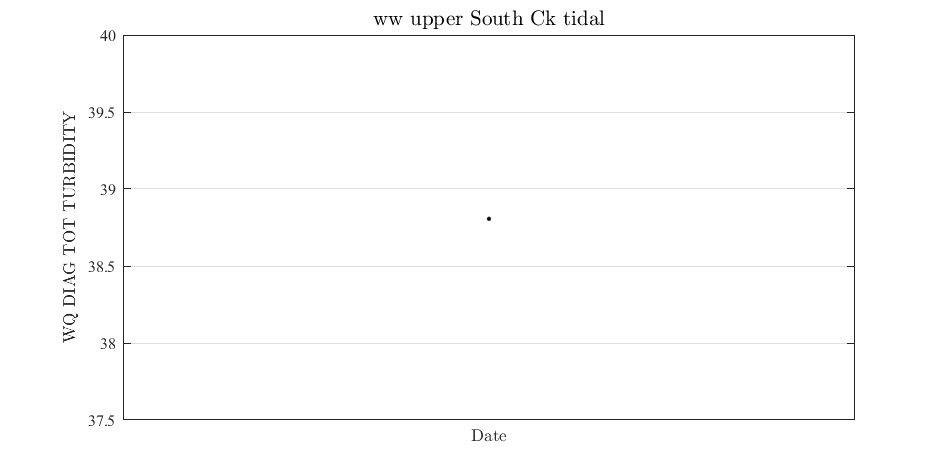 ww upper South Ck tidal
40
39.5
39
38.5
38
37.5
WQ DIAG TOT TURBIDITY
Date